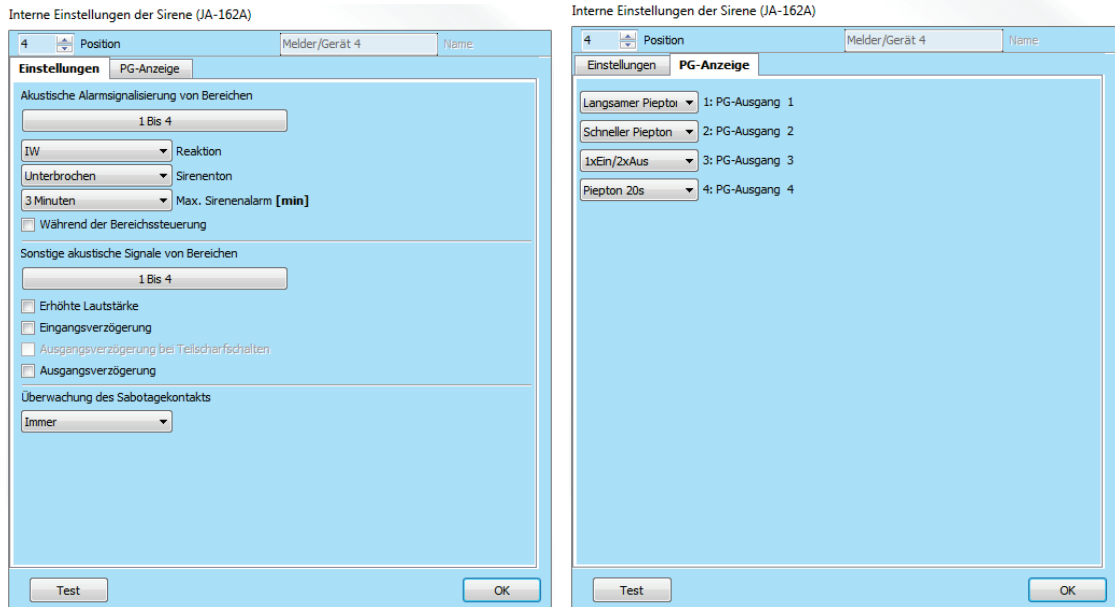 Interne Einstellungen der Sirene (JA-162A)
4 Position Melder/Gerät 4 Name
Einstellungen PG-Anzeige
Akustische Alarmsignalisierung von Bereichen
1 Bis 4
IW Reaktion
Unterbrochen Sirenenton
3 Minuten Max. Sirenenalarm [min]
Während der Bereichssteuerung
Sonstige akustische Signale von Bereichen
1 Bis 4
Erhöhte Lautstärke
Eingangsverzögerung
Ausgangsverzögerung bei Teilscharfschalten
Ausgangsverzögerung
Überwachung des Sabotagekontakts
Immer
Test OK
Interne Einstellungen der Sirene (JA-162A)
4 Position Melder/Gerät 4 Name
Einstellungen PG-Anzeige
Langsamer Piepto 1: PG-Ausgang 1
Schneller Piepton 2: PG-Ausgang 2
1xEin/2xAus 3: PG-Ausgang 3
Piepton 20s 4: PG-Ausgang 4
Test OK